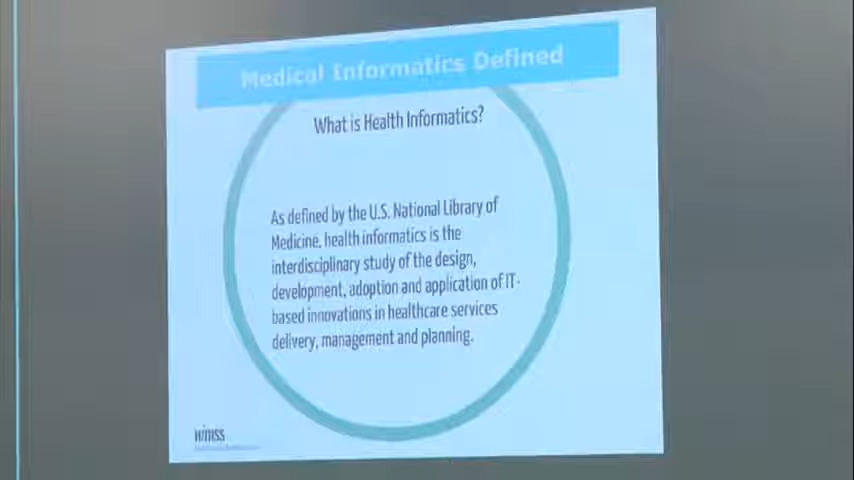 Medical Informatics Defined
What is Health Informatics?
As defined by the U.S. National Library of
Medicine, health informatics is the
interdisciplinary study of the design,
development, adoption and application of IT-
based innovations in healthcare services
delivery, management and planning.